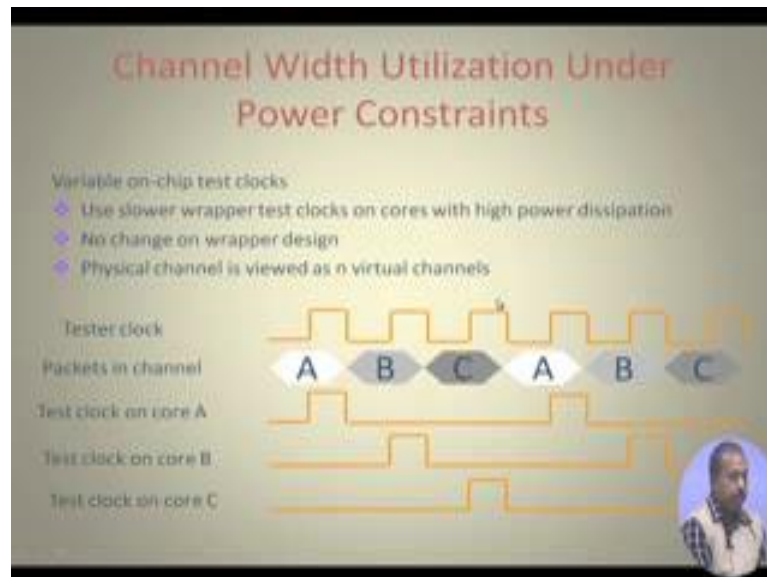 Channel Width Utilization Under
Power Constraints
Variable on-chip test clocks
Use slower wrapper test clocks on cores with high power dissipation
No change on wrapper design
Physical channel is viewed as n virtual channels
Tester clock
Packets in channel
A B C A B C
Test clock on core A
Test clock on core B
Test clock on core C